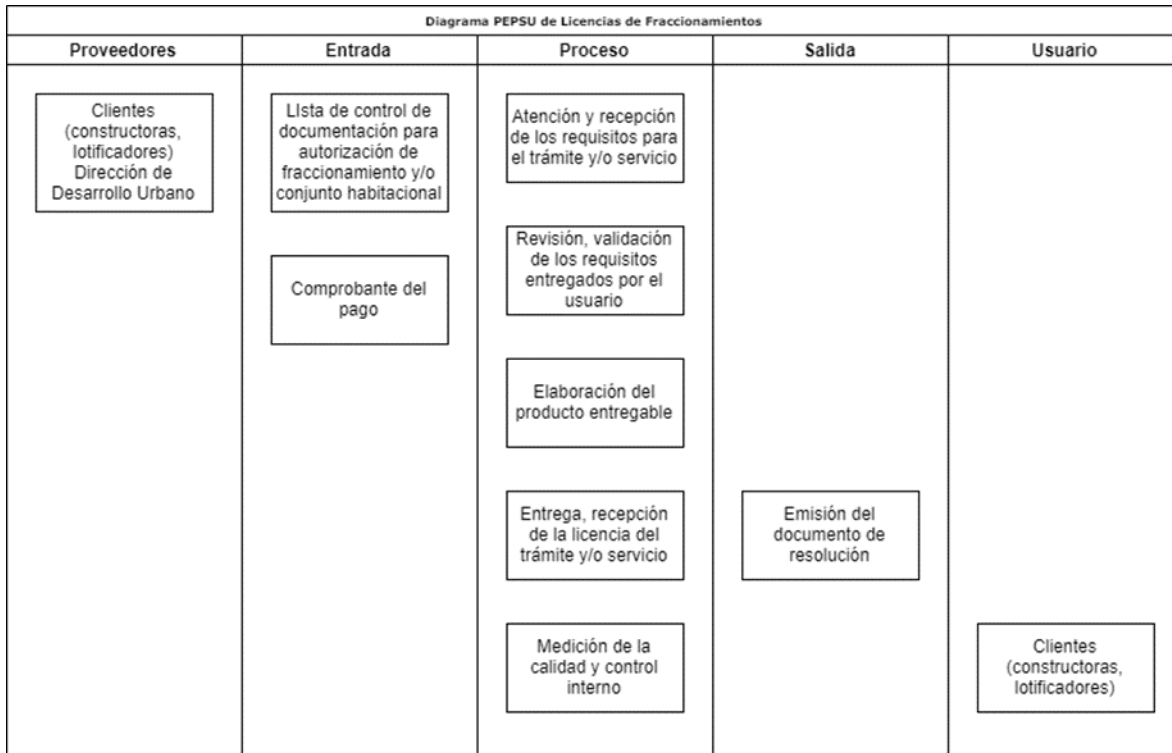 Diagrama PEPSU de Licencias de Fraccionamientos
Proveedores
Entrada
Proceso
Salida
Usuario
Clientes
(constructoras,
lotificadores)
Dirección de
Desarrollo Urbano
LIsta de control de
documentación para
autorización de
fraccionamiento y/o
conjunto habitacional
Comprobante del
pago
Atención y recepción
de los requisitos para
el trámite y/o servicio
Revisión, validación
de los requisitos
entregados por el
usuario
Elaboración del
producto entregable
Entrega, recepción
de la licencia del
trámite y/o servicio
Medición de la
calidad y control
interno
Emisión del
documento de
resolución
Clientes
(constructoras,
lotificadores)